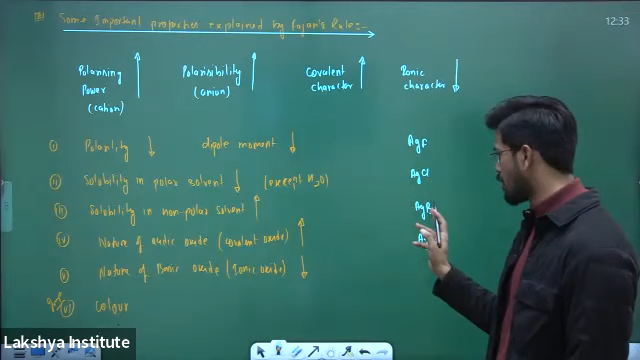 Some Important properties explained by Fajan's Rule:-
12:33
Polarising Power (cation) ↑
Polarisibility (anion) ↑
Covalent character ↑
Ionic character ↓
(i) Polarity ↓ dipole moment ↓
AgF
(ii) Solubility in polar solvent ↓ (except H2O)
AgCl
(iii) Solobility in non-polar solvent ↑
(iv) Nature of acidic oxide (covalent oxide) ↑
(v) Nature of Basic oxide (Ionic oxide) ↓
(vi) Colour
Lakshya Institute